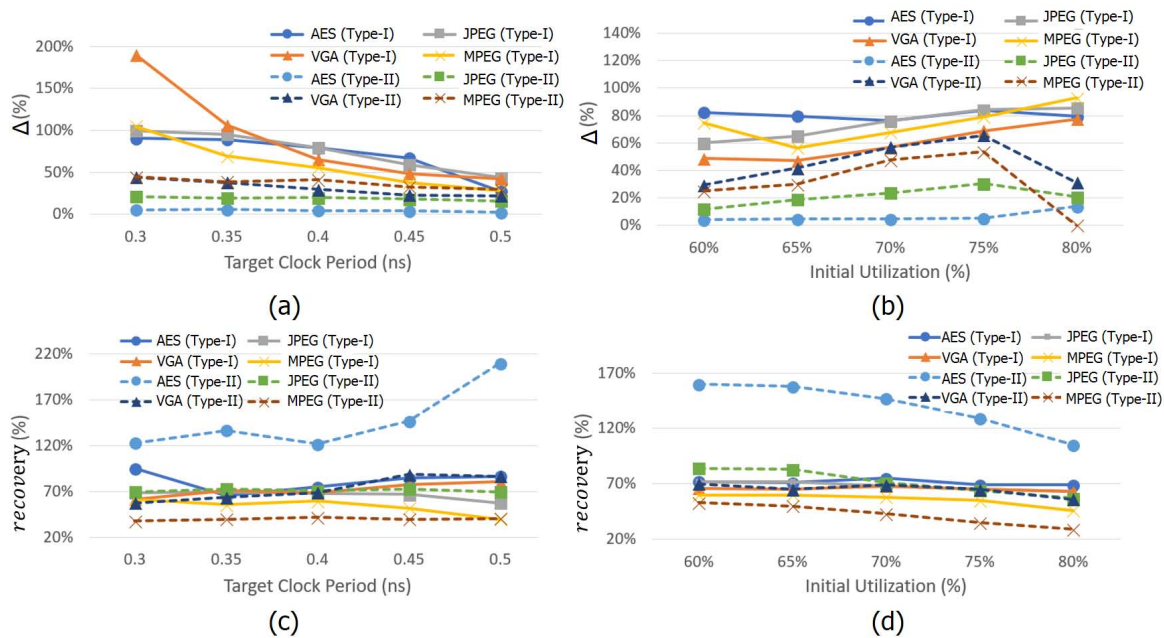 AES (Type-I)
JPEG (Type-I)
VGA (Type-I)
MPEG (Type-I)
AES (Type-II)
JPEG (Type-II)
VGA (Type-II)
MPEG (Type-II)
200%
150%
100%
50%
0%
Δ(%)
0.3 0.35 0.4 0.45 0.5
Target Clock Period (ns)
(a)
AES (Type-I)
JPEG (Type-I)
VGA (Type-I)
MPEG (Type-I)
AES (Type-II)
JPEG (Type-II)
VGA (Type-II)
MPEG (Type-II)
140%
120%
100%
80%
60%
40%
20%
0%
Δ(%)
60% 65% 70% 75% 80%
Initial Utilization (%)
(b)
AES (Type-I)
JPEG (Type-I)
VGA (Type-I)
MPEG (Type-I)
AES (Type-II)
JPEG (Type-II)
VGA (Type-II)
MPEG (Type-II)
220%
170%
120%
70%
20%
recovery (%)
0.3 0.35 0.4 0.45 0.5
Target Clock Period (ns)
(c)
AES (Type-I)
JPEG (Type-I)
VGA (Type-I)
MPEG (Type-I)
AES (Type-II)
JPEG (Type-II)
VGA (Type-II)
MPEG (Type-II)
170%
120%
70%
20%
recovery (%)
60% 65% 70% 75% 80%
Initial Utilization (%)
(d)